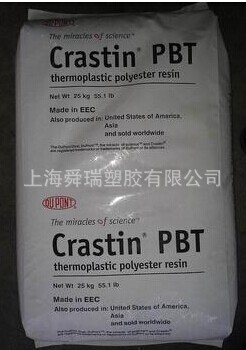 The miracles of science®
Crastin® PBT
thermoplastic polyester resin
Net Wt 25 kg 55.1 lb
Made in EEC
Also produced in: United States of America,
Asia
and sold worldwide
上海舜瑞塑胶有限公司
DUPONT
The miracles of science®
Crastin® PBT
thermoplastic polyester resin
Net Wt 25 kg 55.1 lb
Made in EEC
Also produced in: United States of America,
Asia
and sold worldwide